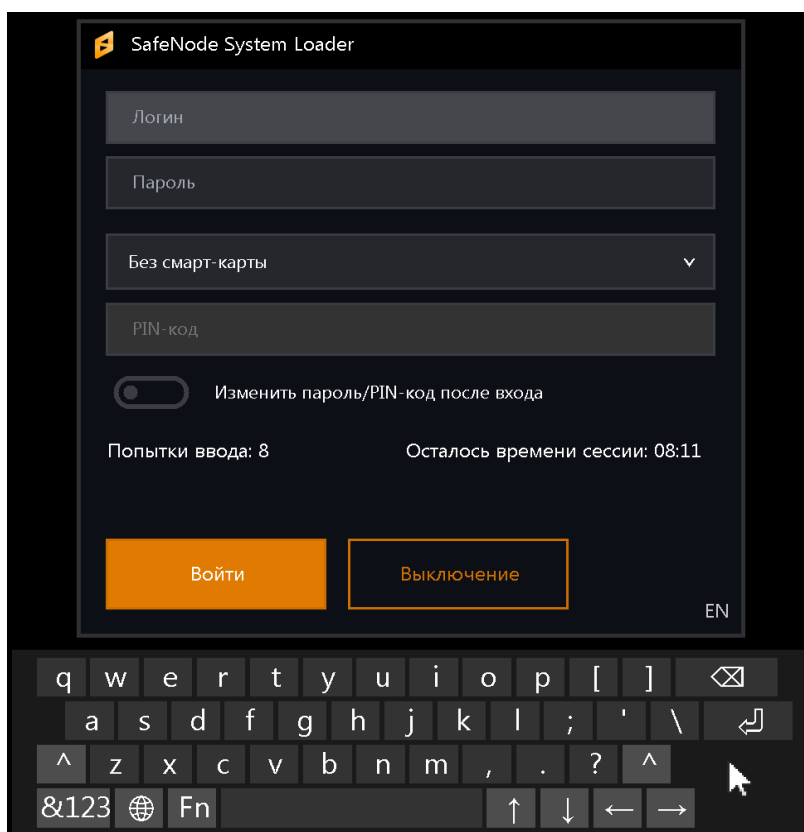 SafeNode System Loader
Логин
Пароль
Без смарт-карты
PIN-код
Изменить пароль/PIN-код после входа
Попытки ввода: 8 Осталось времени сессии: 08:11
Войти Выключение
EN
q w e r t y u i o p [ ]
a s d f g h j k l ; ' \
^ z x c v b n m , . ? ^
&123 Fn ↑ ↓ ← →